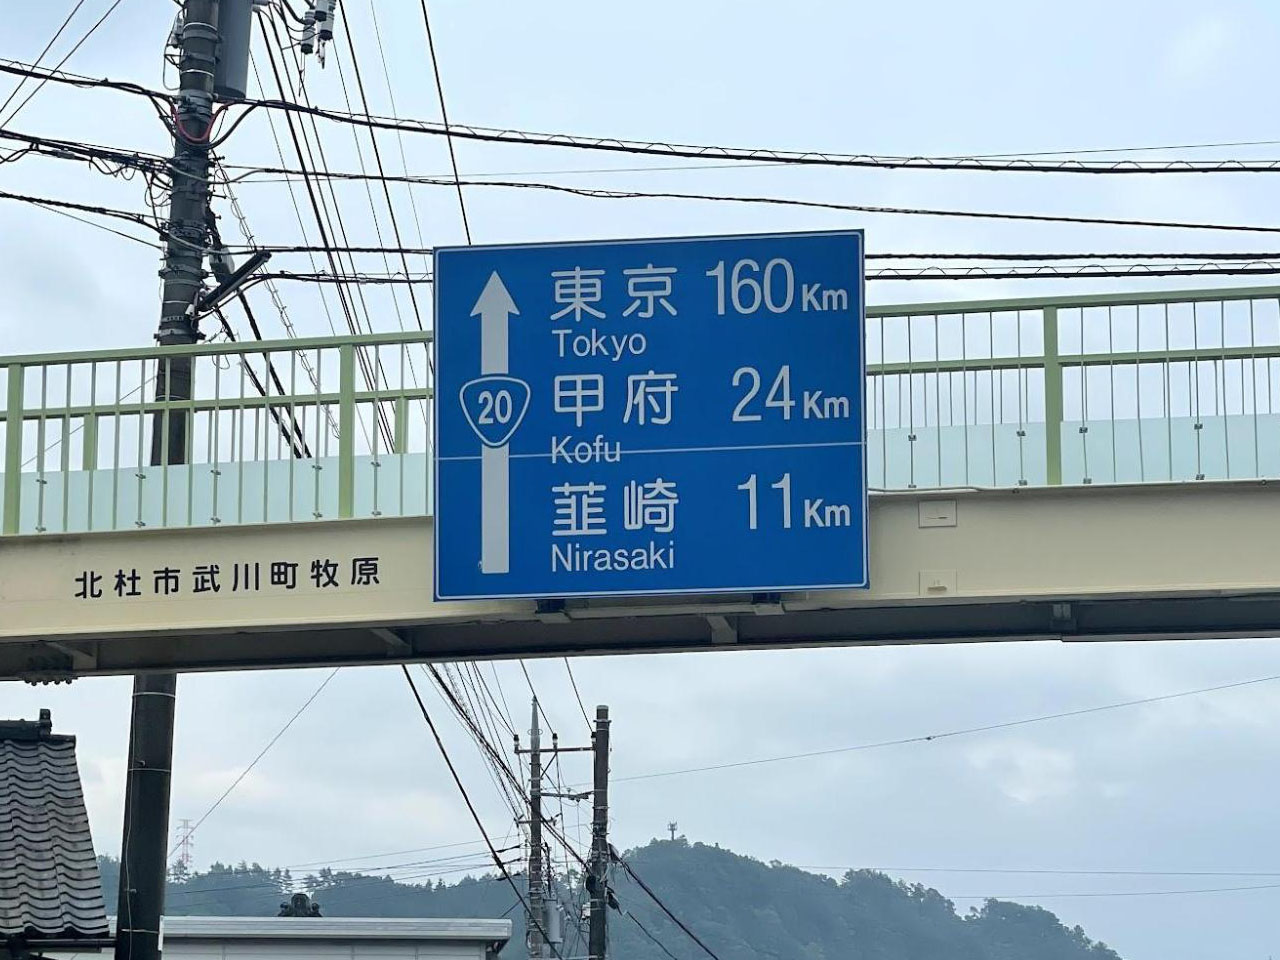 東京 160Km
Tokyo
甲府 24Km
Kofu
韮崎 11Km
Nirasaki
20
北杜市武川町牧原